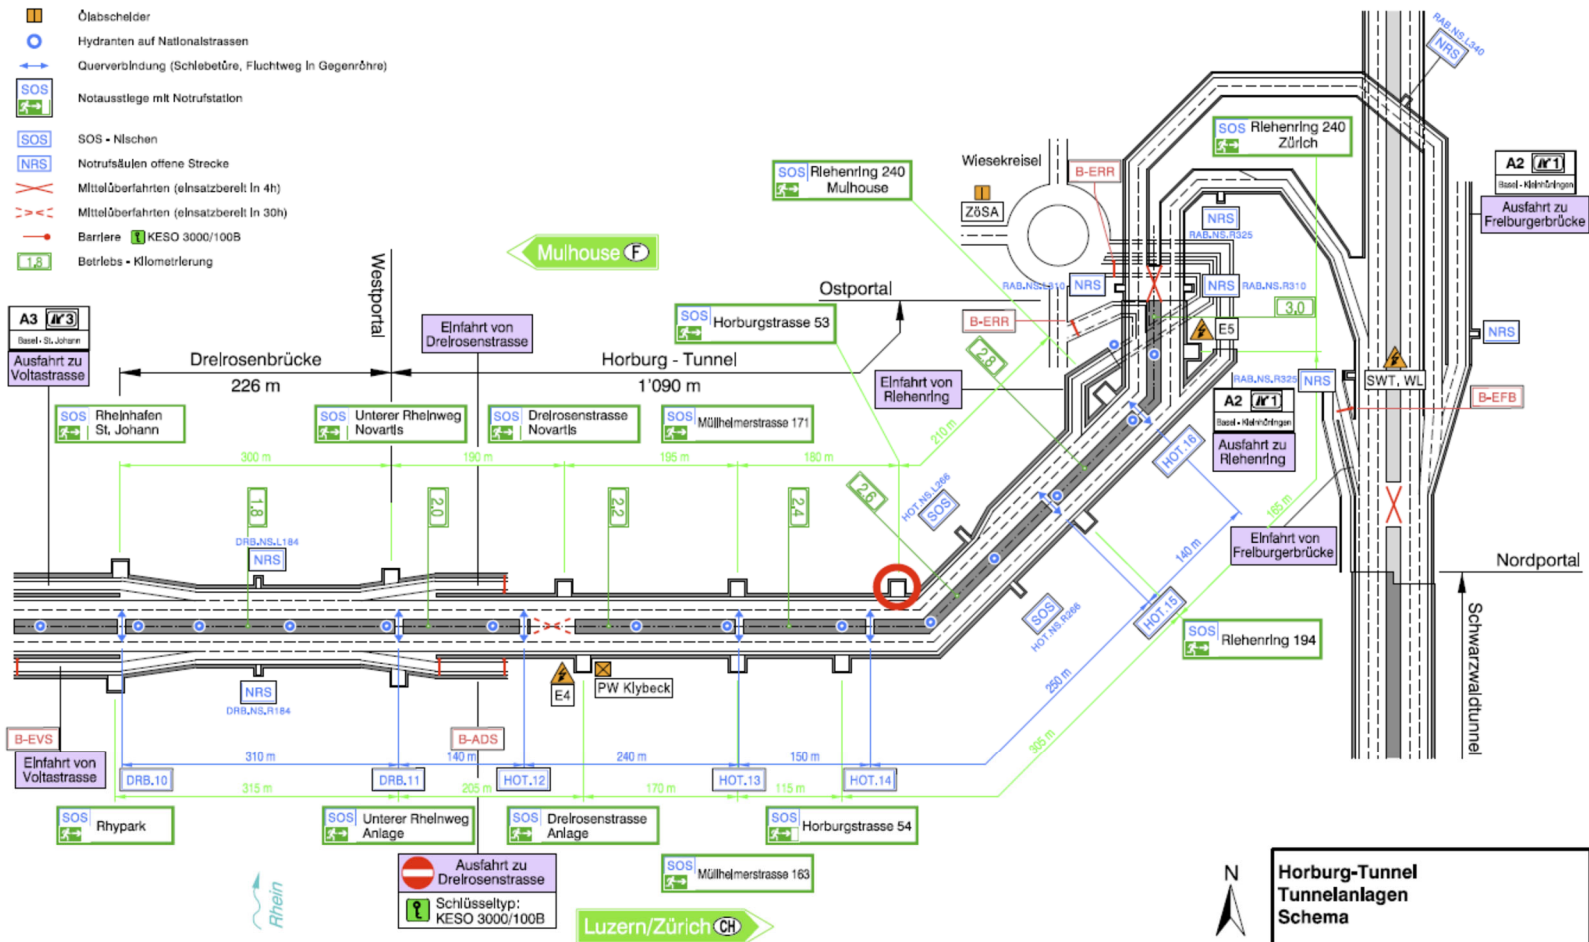 Ölabscheider
Hydranten auf Nationalstrassen
Querverbindung (Schiebetüre, Fluchtweg in Gegenröhre)
SOS
Notausstiege mit Notrufstation
SOS
SOS - Nischen
NRS
Notrufsäulen offene Strecke
Mittelüberfahrten (einsatzbereit in 4h)
Mittelüberfahrten (einsatzbereit in 30h)
Barriere
KESO 3000/100B
1,8
Betriebs - Kilometrierung
Mulhouse F
Westportal
Ostportal
A3
3
Basel - St. Johann
Ausfahrt zu
Voltastrasse
Dreirosenbrücke
226 m
Einfahrt von
Dreirosenstrasse
Horburg - Tunnel
1'090 m
SOS Horburgstrasse 53
SOS Riehenring 240
Mulhouse
SOS Riehenring 240
Zürich
Wiesekreisel
ZöSA
B-ERR
B-ERR
Einfahrt von
Riehenring
RAB.NS.L340
NRS
A2
1
Basel - Kleinhüningen
Ausfahrt zu
Freiburgerbrücke
NRS
RAB.NS.R325
RAB.NS.L310 NRS
NRS RAB.NS.R310
3,0
E5
2,8
NRS
RAB.NS.R325 NRS
SWT, WL
B-EFB
A2
1
Basel - Kleinhüningen
Ausfahrt zu
Riehenring
Einfahrt von
Freiburgerbrücke
Nordportal
Schwarzwaldtunnel
SOS Rheinhafen
St. Johann
SOS Unterer Rheinweg
Novartis
SOS Dreirosenstrasse
Novartis
SOS Müllheimerstrasse 171
300 m
190 m
195 m
180 m
210 m
1,8
2,0
2,2
2,4
2,6
HOT.NS.L266
SOS
HOT.16
165 m
140 m
DRB.NS.L184
NRS
NRS
DRB.NS.R184
E4
PW Klybeck
SOS
HOT.NS.R266
HOT.15
SOS Riehenring 194
250 m
305 m
B-EVS
Einfahrt von
Voltastrasse
B-ADS
310 m
140 m
240 m
150 m
DRB.10
DRB.11
HOT.12
HOT.13
HOT.14
315 m
205 m
170 m
115 m
SOS Rhypark
SOS Unterer Rheinweg
Anlage
SOS Dreirosenstrasse
Anlage
SOS Horburgstrasse 54
SOS Müllheimerstrasse 163
Ausfahrt zu
Dreirosenstrasse
Schlüsseltyp:
KESO 3000/100B
Rhein
Luzern/Zürich CH
N
Horburg-Tunnel
Tunnelanlagen
Schema